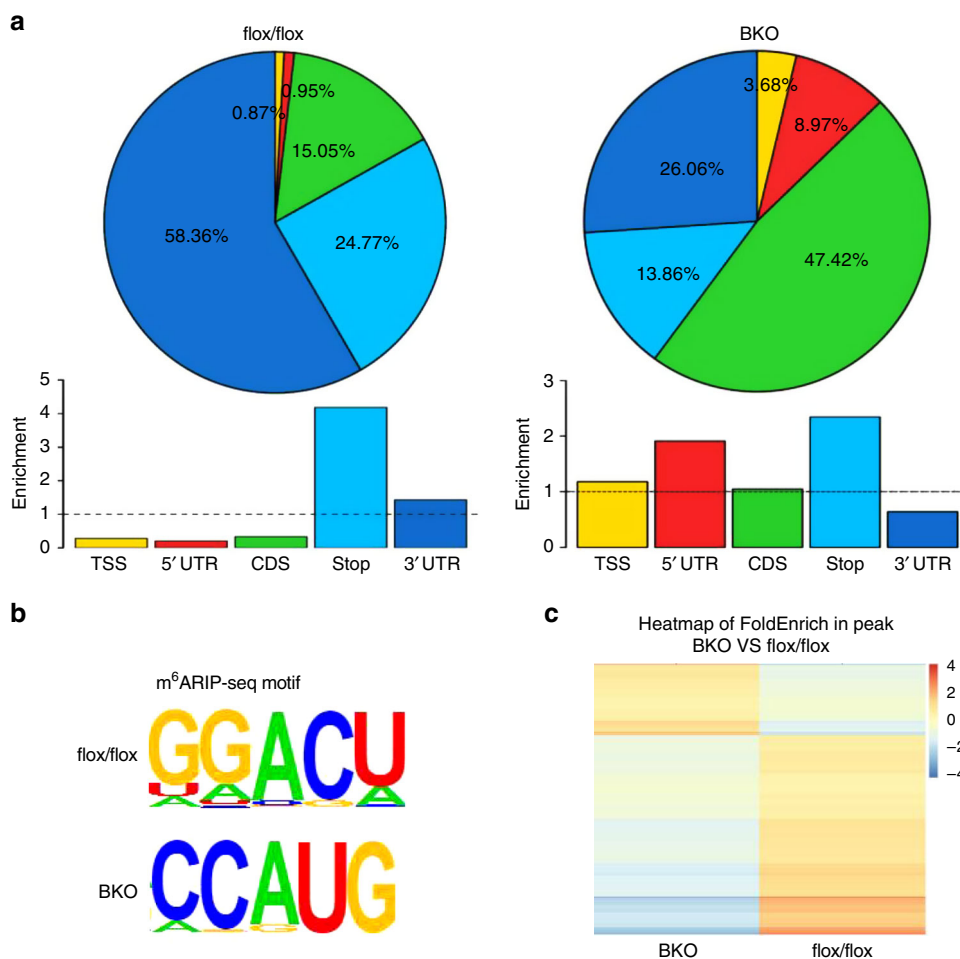 a
flox/flox
0.87%
0.95%
15.05%
24.77%
58.36%
Enrichment
5
4
3
2
1
0
TSS 5′ UTR CDS Stop 3′ UTR
BKO
3.68%
8.97%
47.42%
13.86%
26.06%
Enrichment
3
2
1
0
TSS 5′ UTR CDS Stop 3′ UTR
b
m⁶ARIP-seq motif
flox/flox
GGACU
BKO
CCAUG
c
Heatmap of FoldEnrich in peak
BKO VS flox/flox
4
2
0
−2
−4
BKO flox/flox